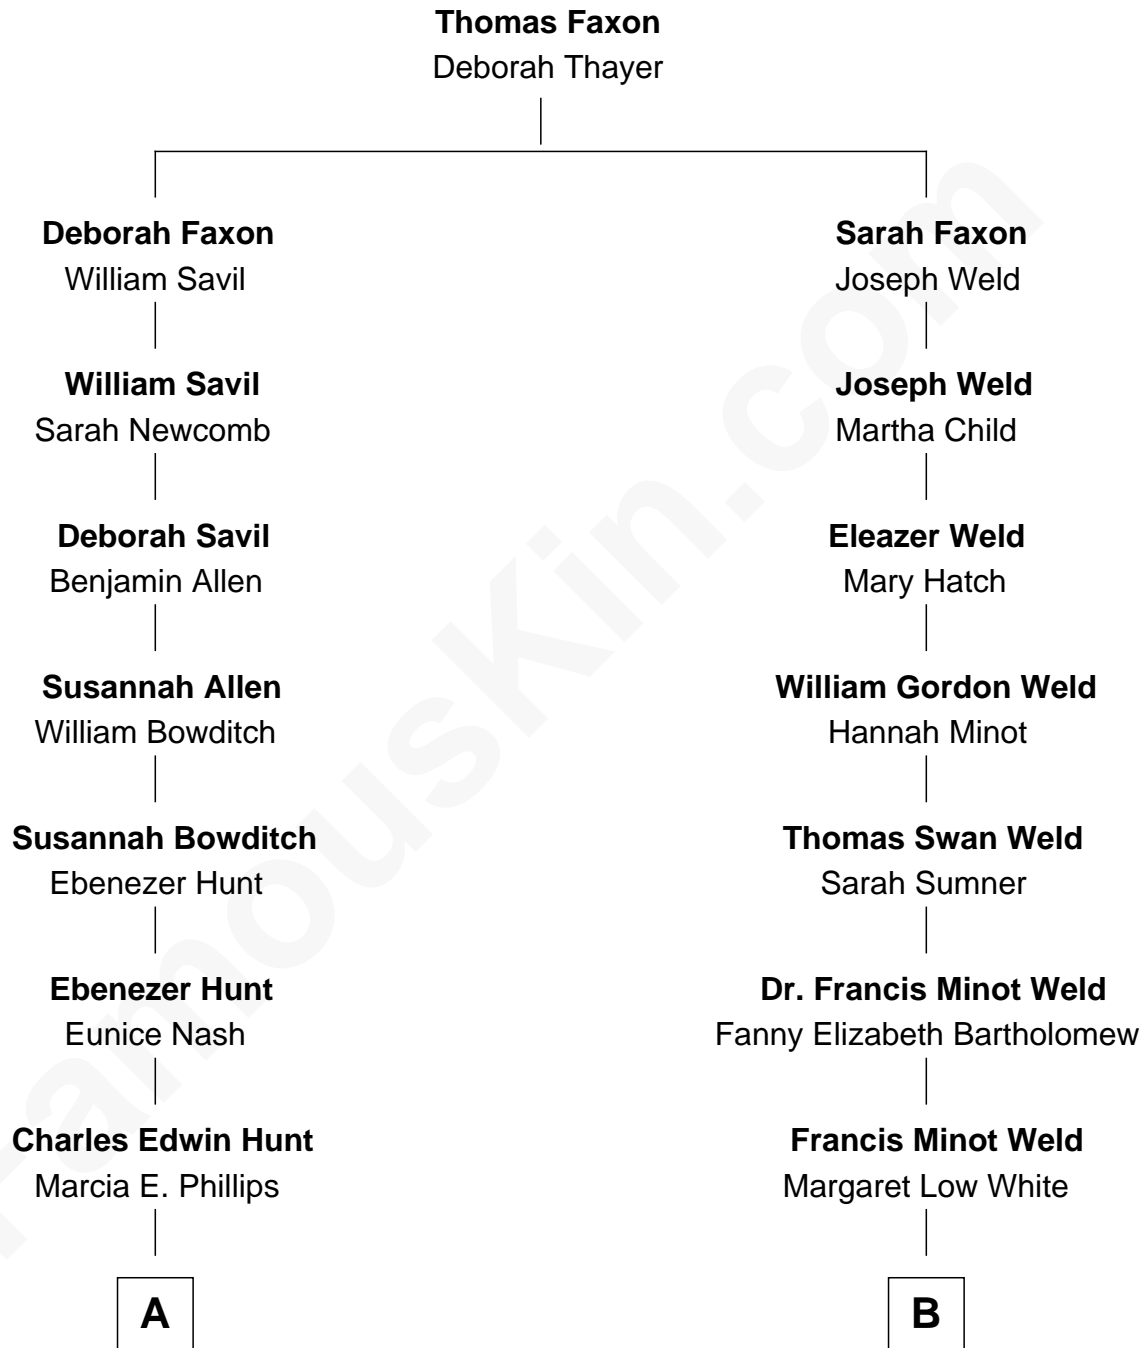 Thomas Faxon
Deborah Thayer
Deborah Faxon
William Savil
Sarah Faxon
Joseph Weld
William Savil
Sarah Newcomb
Joseph Weld
Martha Child
Deborah Savil
Benjamin Allen
Eleazer Weld
Mary Hatch
Susannah Allen
William Bowditch
William Gordon Weld
Hannah Minot
Susannah Bowditch
Ebenezer Hunt
Thomas Swan Weld
Sarah Sumner
Ebenezer Hunt
Eunice Nash
Dr. Francis Minot Weld
Fanny Elizabeth Bartholomew
Charles Edwin Hunt
Marcia E. Phillips
Francis Minot Weld
Margaret Low White
A
B
FamousKin.com